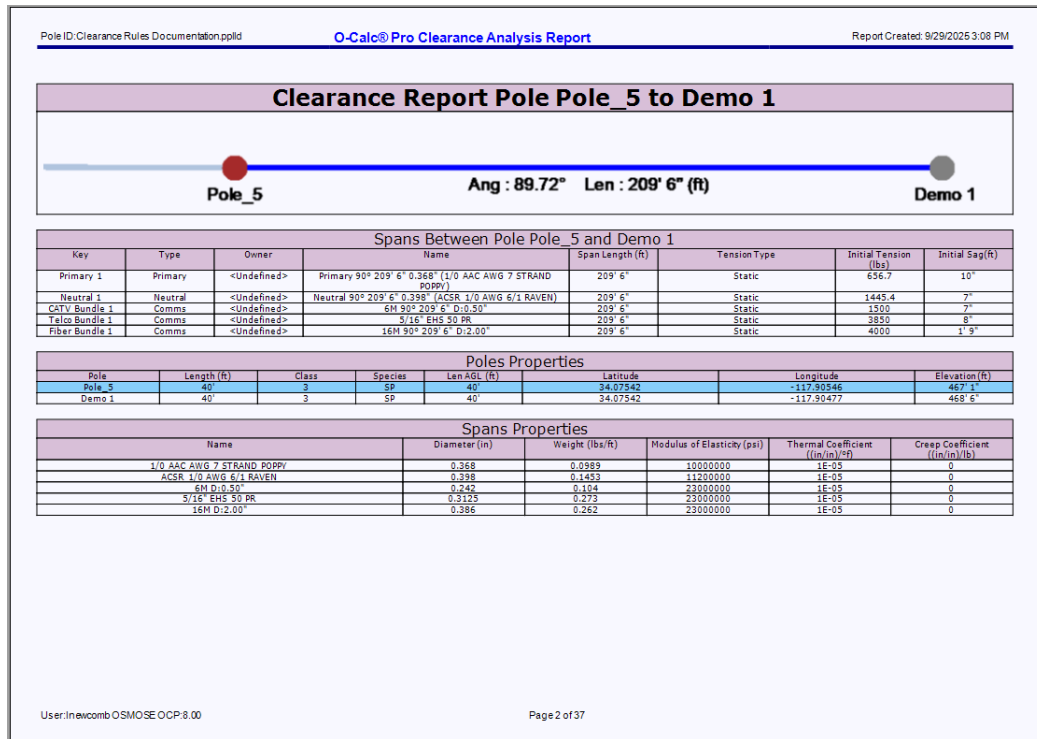 Pole ID:Clearance Rules Documentation.pplld O-Calc® Pro Clearance Analysis Report Report Created: 9/29/2025 3:08 PM
Clearance Report Pole Pole_5 to Demo 1
Ang : 89.72° Len : 209' 6" (ft)
Pole_5 Demo 1
Spans Between Pole Pole_5 and Demo 1
Key Type Owner Name Span Length (ft) Tension Type Initial Tension (lbs) Initial Sag(ft)
Primary 1 Primary <Undefined> Primary 90º 209' 6" 0.368" (1/0 AAC AWG 7 STRAND POPPY) 209' 6" Static 656.7 10"
Neutral 1 Neutral <Undefined> Neutral 90º 209' 6" 0.398" (ACSR 1/0 AWG 6/1 RAVEN) 209' 6" Static 1445.4 7"
CATV Bundle 1 Comms <Undefined> 6M 90º 209' 6" D:0.50" 209' 6" Static 1500 7"
Telco Bundle 1 Comms <Undefined> 5/16" EHS 50 PR 209' 6" Static 3850 8"
Fiber Bundle 1 Comms <Undefined> 16M 90º 209' 6" D:2.00" 209' 6" Static 4000 1' 9"
Poles Properties
Pole Length (ft) Class Species Len AGL (ft) Latitude Longitude Elevation (ft)
Pole_5 40' 3 SP 40' 34.07542 -117.90546 467' 1"
Demo 1 40' 3 SP 40' 34.07542 -117.90477 468' 6"
Spans Properties
Name Diameter (in) Weight (lbs/ft) Modulus of Elasticity (psi) Thermal Coefficient ((in/in)/ºf) Creep Coefficient ((in/in)/lb)
1/0 AAC AWG 7 STRAND POPPY 0.368 0.0989 10000000 1E-05 0
ACSR 1/0 AWG 6/1 RAVEN 0.398 0.1453 11200000 1E-05 0
6M D:0.50" 0.242 0.104 23000000 1E-05 0
5/16" EHS 50 PR 0.3125 0.273 23000000 1E-05 0
16M D:2.00" 0.386 0.262 23000000 1E-05 0
User:lnewcomb OSMOSE OCP:8.00 Page 2 of 37